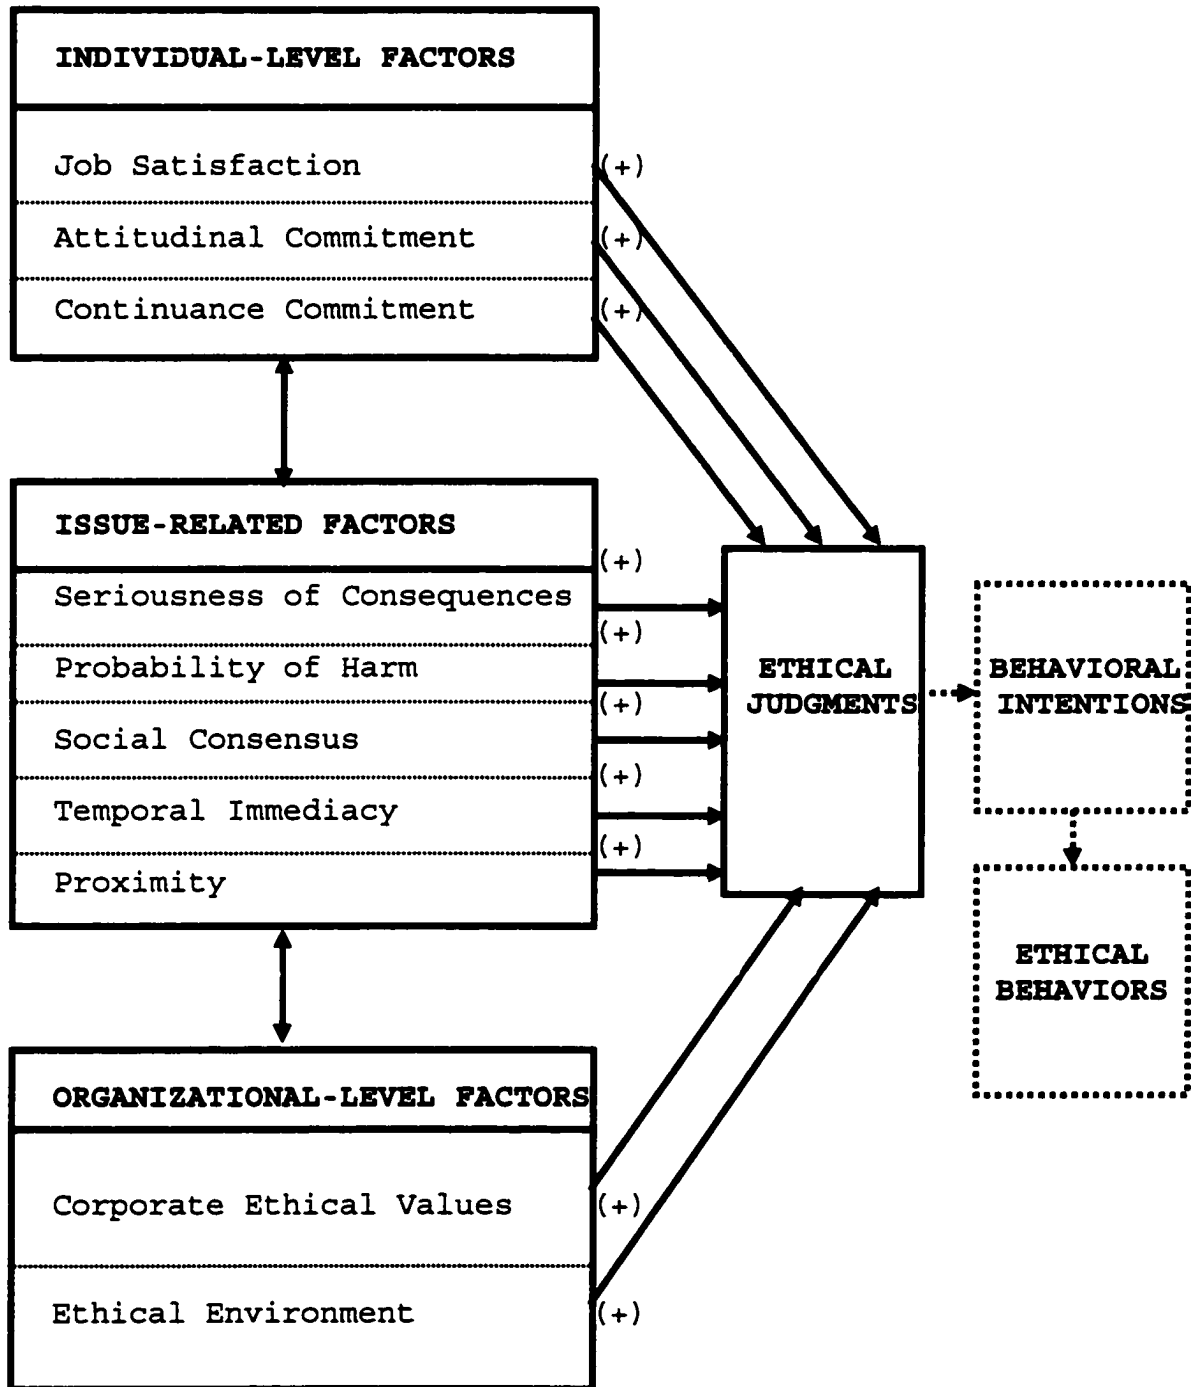 INDIVIDUAL-LEVEL FACTORS
Job Satisfaction (+)
Attitudinal Commitment (+)
Continuance Commitment (+)
ISSUE-RELATED FACTORS
(+)
Seriousness of Consequences
(+)
Probability of Harm
(+)
Social Consensus
(+)
Temporal Immediacy
(+)
Proximity
ETHICAL
JUDGMENTS
BEHAVIORAL
INTENTIONS
ETHICAL
BEHAVIORS
ORGANIZATIONAL-LEVEL FACTORS
Corporate Ethical Values (+)
Ethical Environment (+)